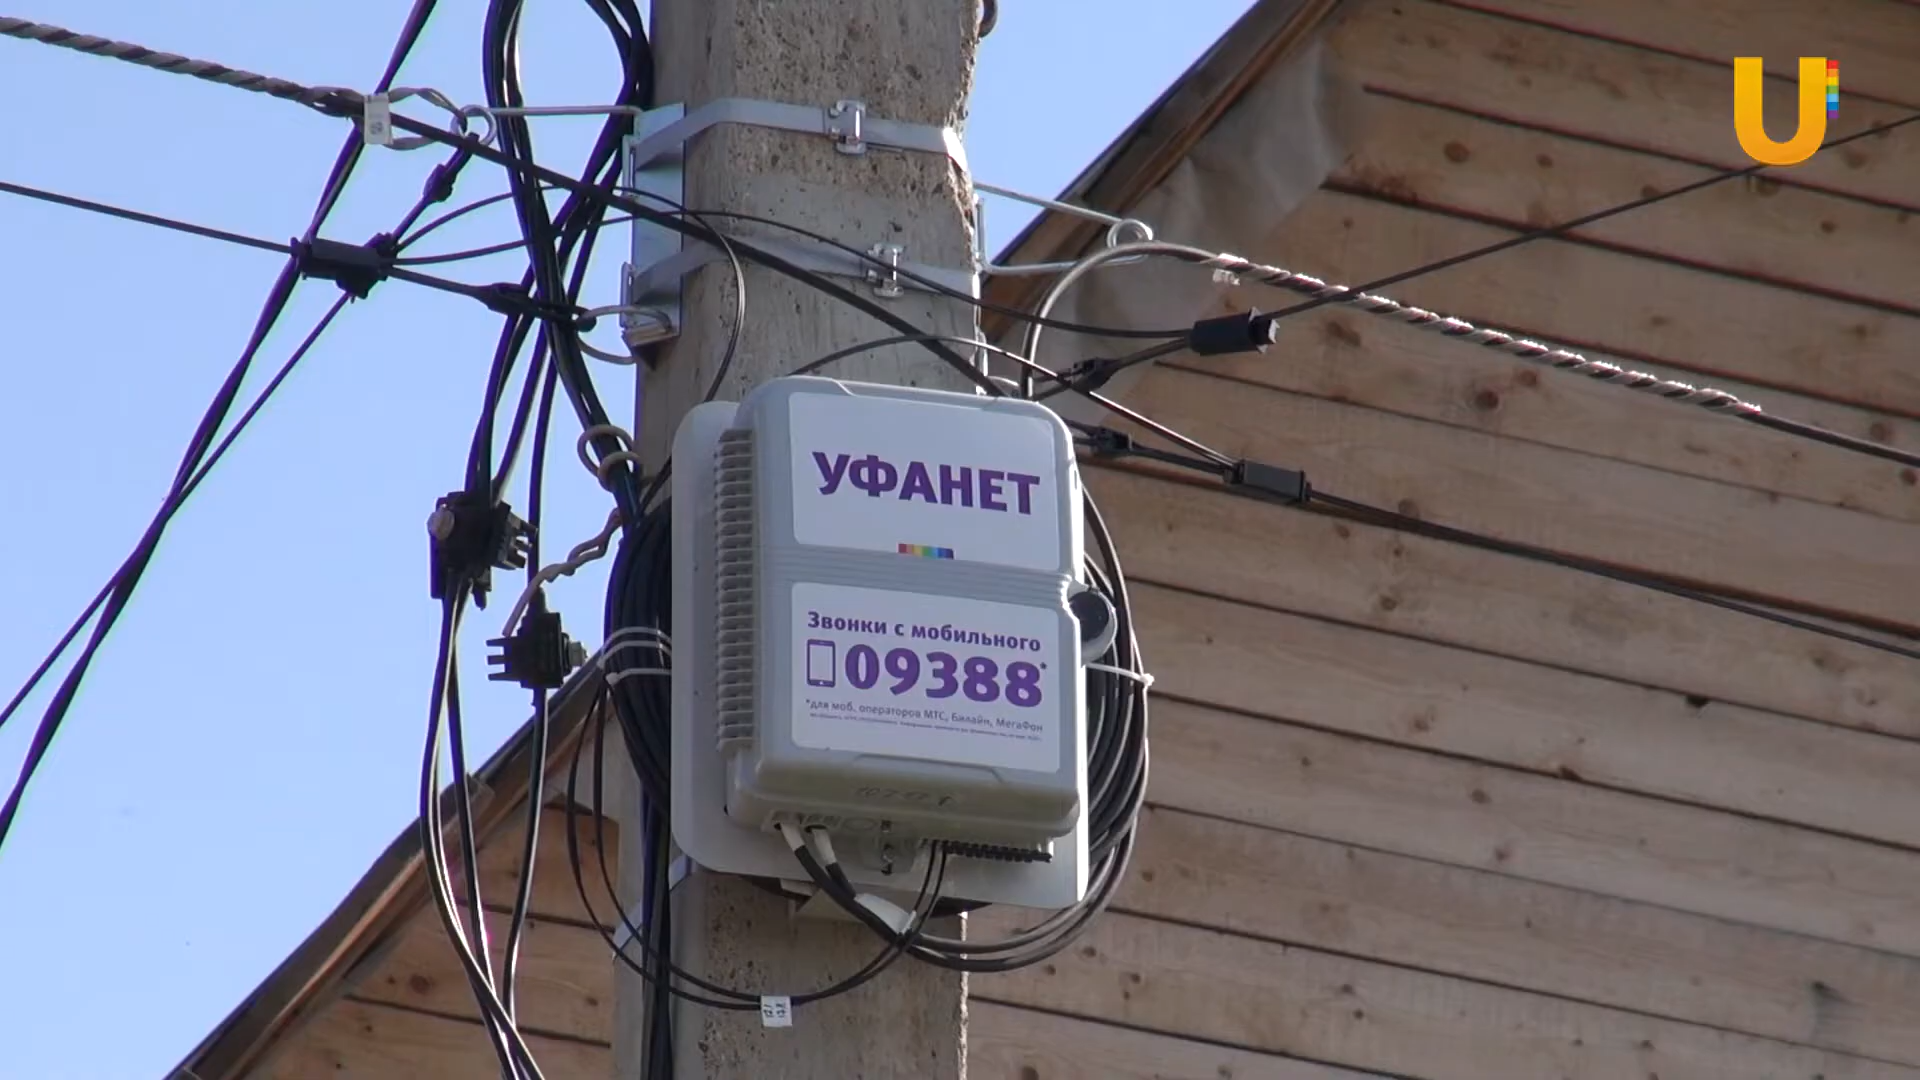 U
УФАНЕТ
Звонки с мобильного
09388*
*для моб. операторов МТС, Билайн, МегаФон